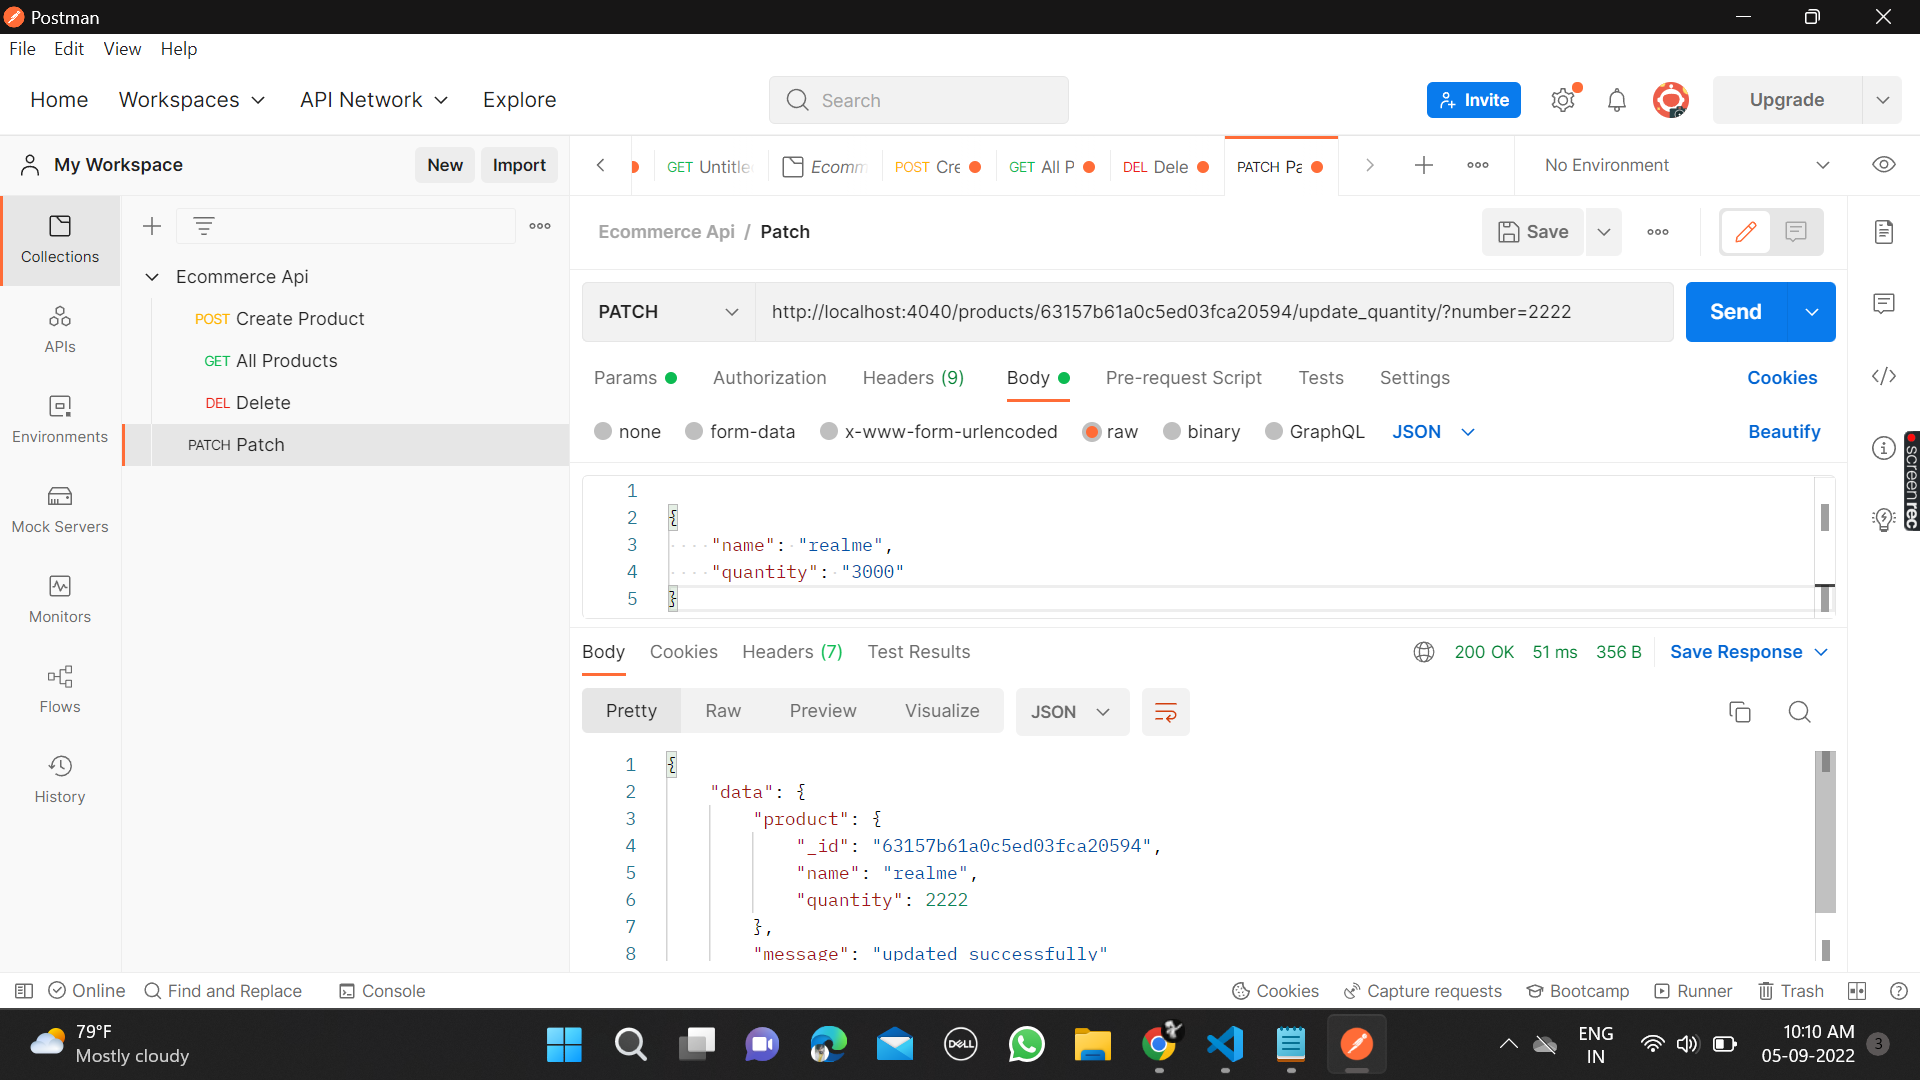 Postman
File Edit View Help
Home Workspaces API Network Explore Search Invite Upgrade
My Workspace New Import GET Untitle Ecomm POST Cre GET All P DEL Dele PATCH Pa No Environment
Collections
APIs
Environments
Mock Servers
Monitors
Flows
History
Ecommerce Api
POST Create Product
GET All Products
DEL Delete
PATCH Patch
Ecommerce Api / Patch Save
PATCH http://localhost:4040/products/63157b61a0c5ed03fca20594/update_quantity/?number=2222 Send
Params Authorization Headers (9) Body Pre-request Script Tests Settings Cookies
none form-data x-www-form-urlencoded raw binary GraphQL JSON Beautify
1
2 {
3 "name": "realme",
4 "quantity": "3000"
5 }
Body Cookies Headers (7) Test Results 200 OK 51 ms 356 B Save Response
Pretty Raw Preview Visualize JSON
1 {
2 "data": {
3 "product": {
4 "_id": "63157b61a0c5ed03fca20594",
5 "name": "realme",
6 "quantity": 2222
7 },
8 "message": "updated successfully"
screenrec
Online Find and Replace Console Cookies Capture requests Bootcamp Runner Trash
79°F
Mostly cloudy
DELL
ENG
IN
10:10 AM
05-09-2022
3